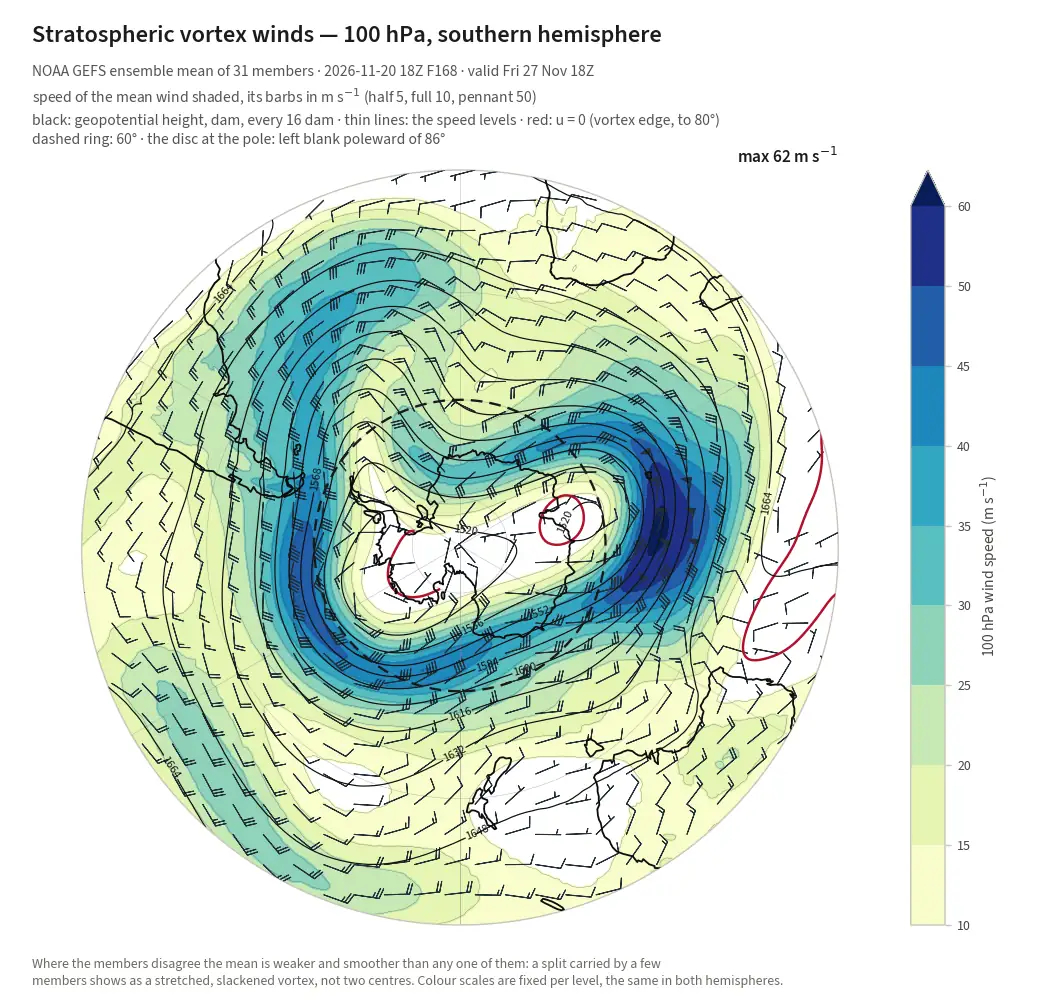 Stratospheric vortex winds — 100 hPa, southern hemisphere
NOAA GEFS ensemble mean of 31 members · 2026-11-20 18Z F168 · valid Fri 27 Nov 18Z
speed of the mean wind shaded, its barbs in m s−1 (half 5, full 10, pennant 50)
black: geopotential height, dam, every 16 dam · thin lines: the speed levels · red: u = 0 (vortex edge, to 80°)
dashed ring: 60° · the disc at the pole: left blank poleward of 86°
max 62 m s−1
60
50
45
40
35
30
25
20
15
10
100 hPa wind speed (m s−1)
1664
1568
1520
1520
1664
1552
1536
1584
1600
1616
1632
1664
1648
Where the members disagree the mean is weaker and smoother than any one of them: a split carried by a few
members shows as a stretched, slackened vortex, not two centres. Colour scales are fixed per level, the same in both hemispheres.